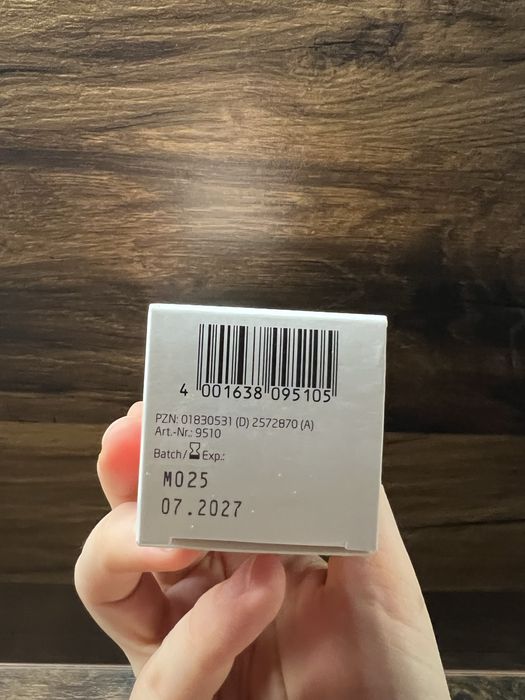 4 001638 095105
PZN: 01830531 (D) 2572870 (A)
Art.-Nr.: 9510
Batch/ Exp.:
M025
07.2027